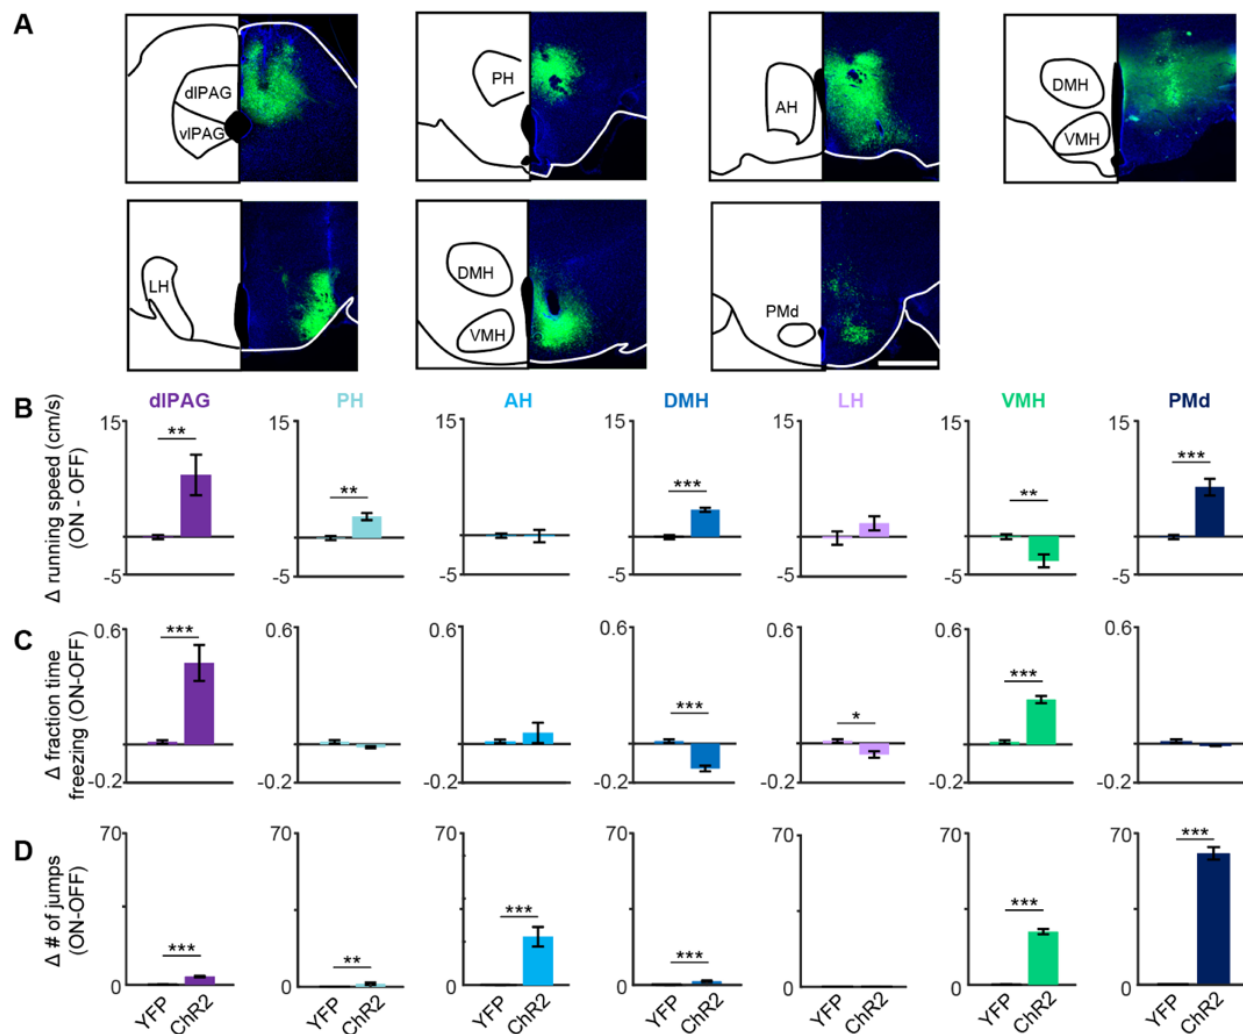 A
dlPAG
vlPAG
PH
AH
DMH
VMH
LH
DMH
VMH
PMd
B
dlPAG PH AH DMH LH VMH PMd
Δ running speed (cm/s)
(ON - OFF)
15 15 15 15 15 15 15
** ** *** ** ***
-5 -5 -5 -5 -5 -5 -5
C
Δ fraction time
freezing (ON-OFF)
0.6 0.6 0.6 0.6 0.6 0.6 0.6
*** *** * ***
-0.2 -0.2 -0.2 -0.2 -0.2 -0.2 -0.2
D
Δ # of jumps
(ON-OFF)
70 70 70 70 70 70 70
*** ** *** *** *** ***
0 0 0 0 0 0 0
YFP ChR2 YFP ChR2 YFP ChR2 YFP ChR2 YFP ChR2 YFP ChR2 YFP ChR2